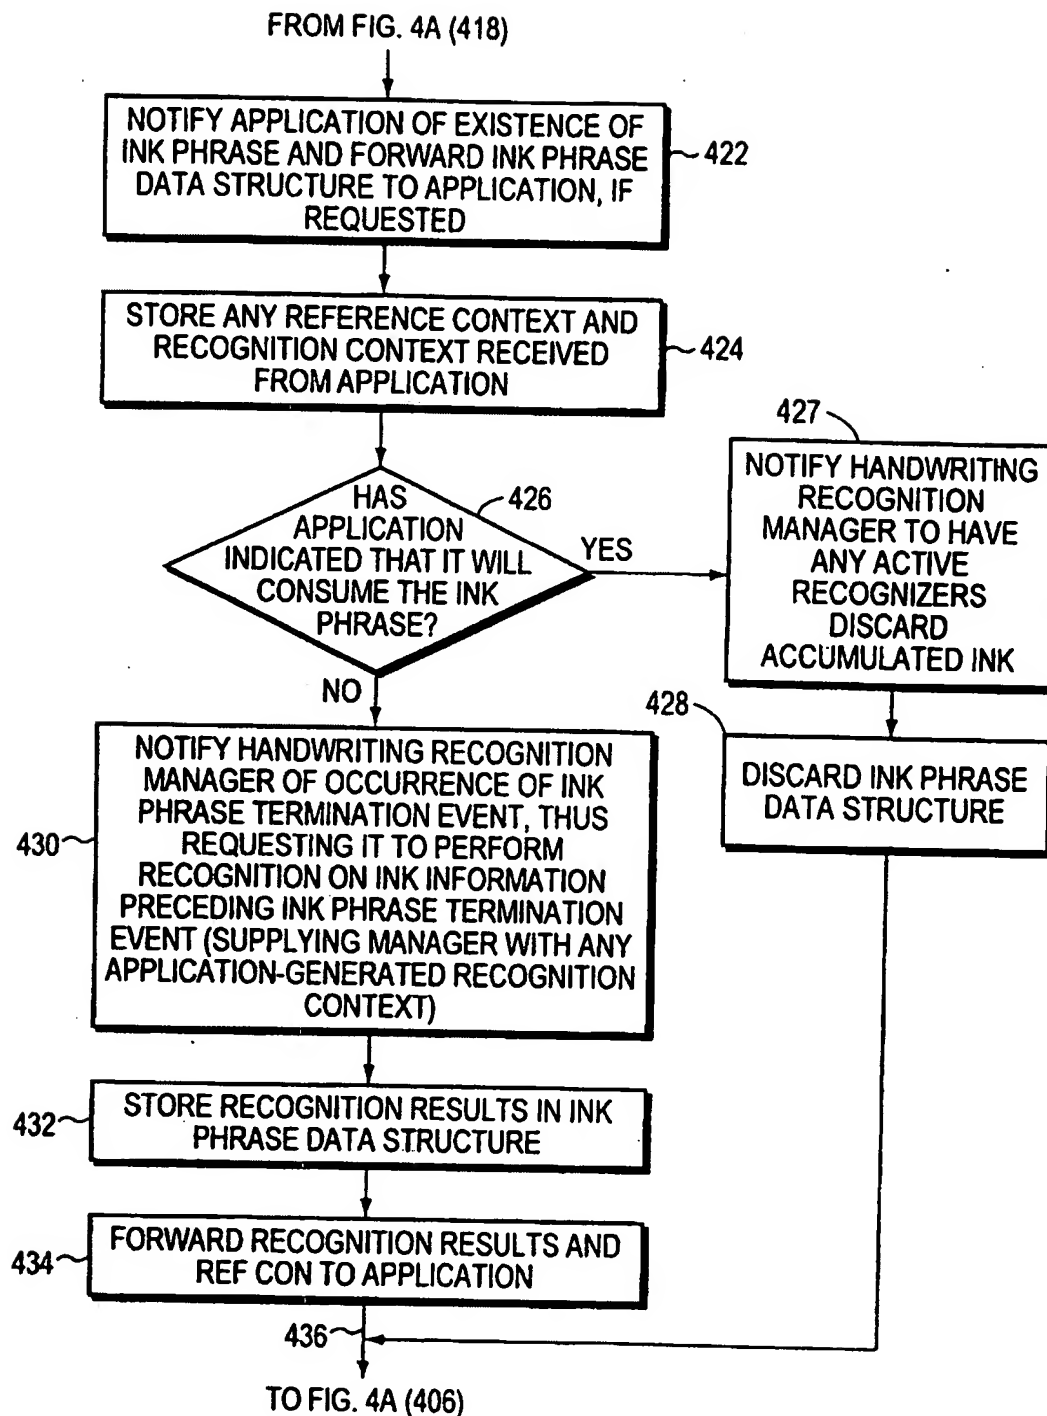 FROM FIG. 4A (418)
NOTIFY APPLICATION OF EXISTENCE OF
INK PHRASE AND FORWARD INK PHRASE
DATA STRUCTURE TO APPLICATION, IF
REQUESTED
422
STORE ANY REFERENCE CONTEXT AND
RECOGNITION CONTEXT RECEIVED
FROM APPLICATION
424
HAS
APPLICATION
INDICATED THAT IT WILL
CONSUME THE INK
PHRASE?
426
YES
427
NOTIFY HANDWRITING
RECOGNITION
MANAGER TO HAVE
ANY ACTIVE
RECOGNIZERS
DISCARD
ACCUMULATED INK
428
DISCARD INK PHRASE
DATA STRUCTURE
NO
NOTIFY HANDWRITING RECOGNITION
MANAGER OF OCCURRENCE OF INK
PHRASE TERMINATION EVENT, THUS
REQUESTING IT TO PERFORM
RECOGNITION ON INK INFORMATION
PRECEDING INK PHRASE TERMINATION
EVENT (SUPPLYING MANAGER WITH ANY
APPLICATION-GENERATED RECOGNITION
CONTEXT)
430
STORE RECOGNITION RESULTS IN INK
PHRASE DATA STRUCTURE
432
FORWARD RECOGNITION RESULTS AND
REF CON TO APPLICATION
434
436
TO FIG. 4A (406)